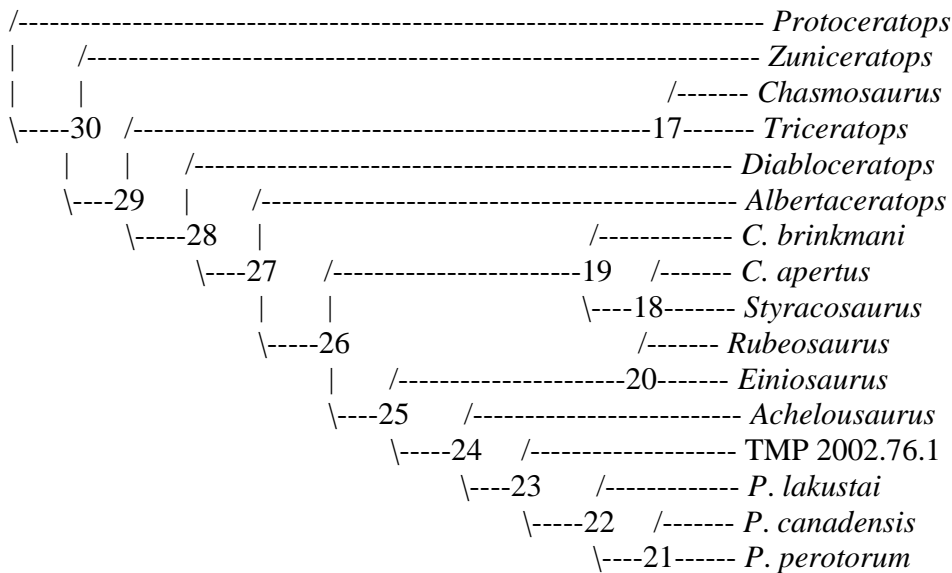 /---------------------------------------------------------------------- Protoceratops
| /--------------------------------------------------------------- Zuniceratops
| | /------- Chasmosaurus
\-----30 /---------------------------------------------------17------- Triceratops
| | /---------------------------------------------------- Diabloceratops
\----29 | /---------------------------------------------- Albertaceratops
\-----28 | /------------- C. brinkmani
\----27 /------------------------19 /------- C. apertus
| | \----18------- Styracosaurus
\-----26 /------- Rubeosaurus
| /----------------------20------- Einiosaurus
\----25 /-------------------------- Achelousaurus
\-----24 /-------------------- TMP 2002.76.1
\----23 /------------- P. lakustai
\-----22 /------- P. canadensis
\----21------ P. perotorum